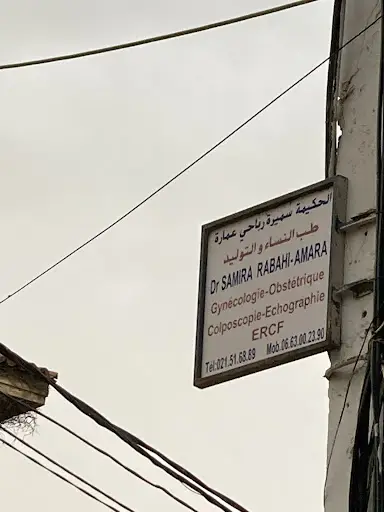 الحكيمة سميرة رباحي عمارة
طب النساء و التوليد
Dr SAMIRA RABAHI-AMARA
Gynécologie-Obstétrique
Colposcopie-Echographie
ERCF
Tél:021.51.68.89 Mob.06.63.00.23.90